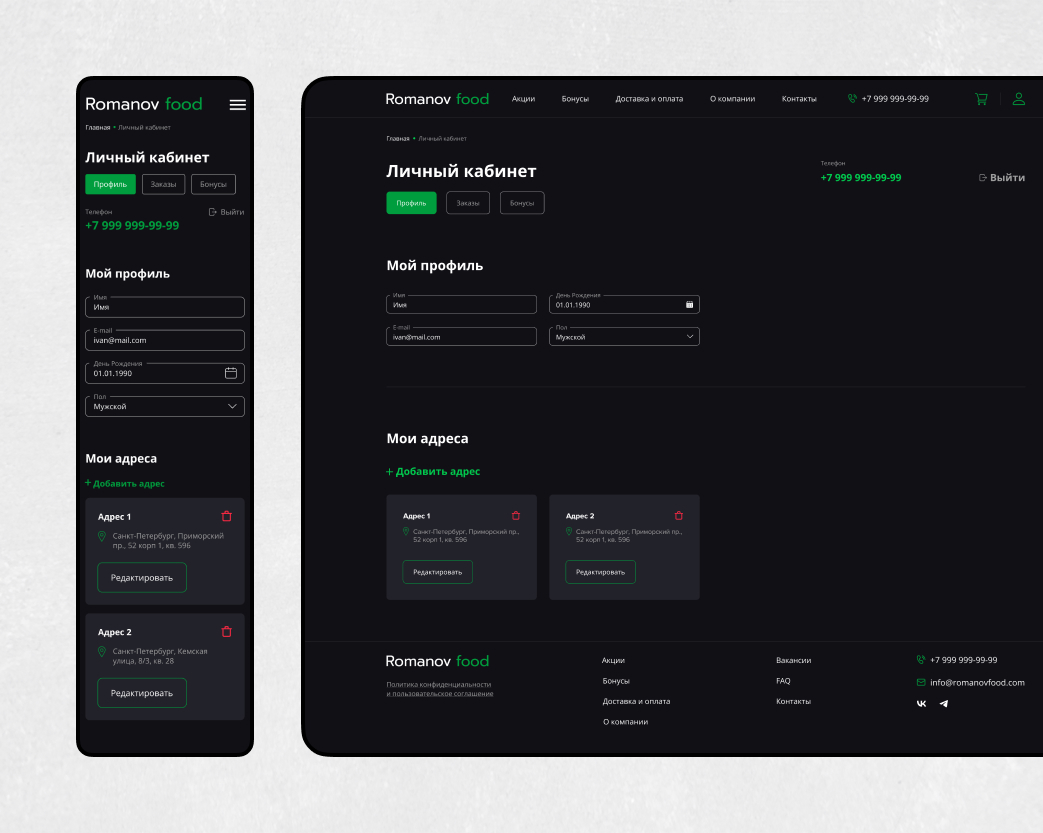 Romanov food
Главная • Личный кабинет
Личный кабинет
Профиль Заказы Бонусы
Телефон Выйти
+7 999 999-99-99
Мой профиль
Имя
Имя
E-mail
ivan@mail.com
День Рождения
01.01.1990
Пол
Мужской
Мои адреса
+ Добавить адрес
Адрес 1
Санкт-Петербург, Приморский
пр., 52 корп 1, кв. 596
Редактировать
Адрес 2
Санкт-Петербург, Кемская
улица, 8/3, кв. 28
Редактировать
Romanov food Акции Бонусы Доставка и оплата О компании Контакты +7 999 999-99-99
Главная • Личный кабинет
Личный кабинет
Телефон
+7 999 999-99-99 Выйти
Профиль Заказы Бонусы
Мой профиль
Имя День Рождения
Имя 01.01.1990
E-mail Пол
ivan@mail.com Мужской
Мои адреса
+ Добавить адрес
Адрес 1
Санкт-Петербург, Приморский пр.,
52 корп 1, кв. 596
Редактировать
Адрес 2
Санкт-Петербург, Приморский пр.,
52 корп 1, кв. 596
Редактировать
Romanov food
Политика конфиденциальности
и пользовательское соглашение
Акции
Бонусы
Доставка и оплата
О компании
Вакансии
FAQ
Контакты
+7 999 999-99-99
info@romanovfood.com